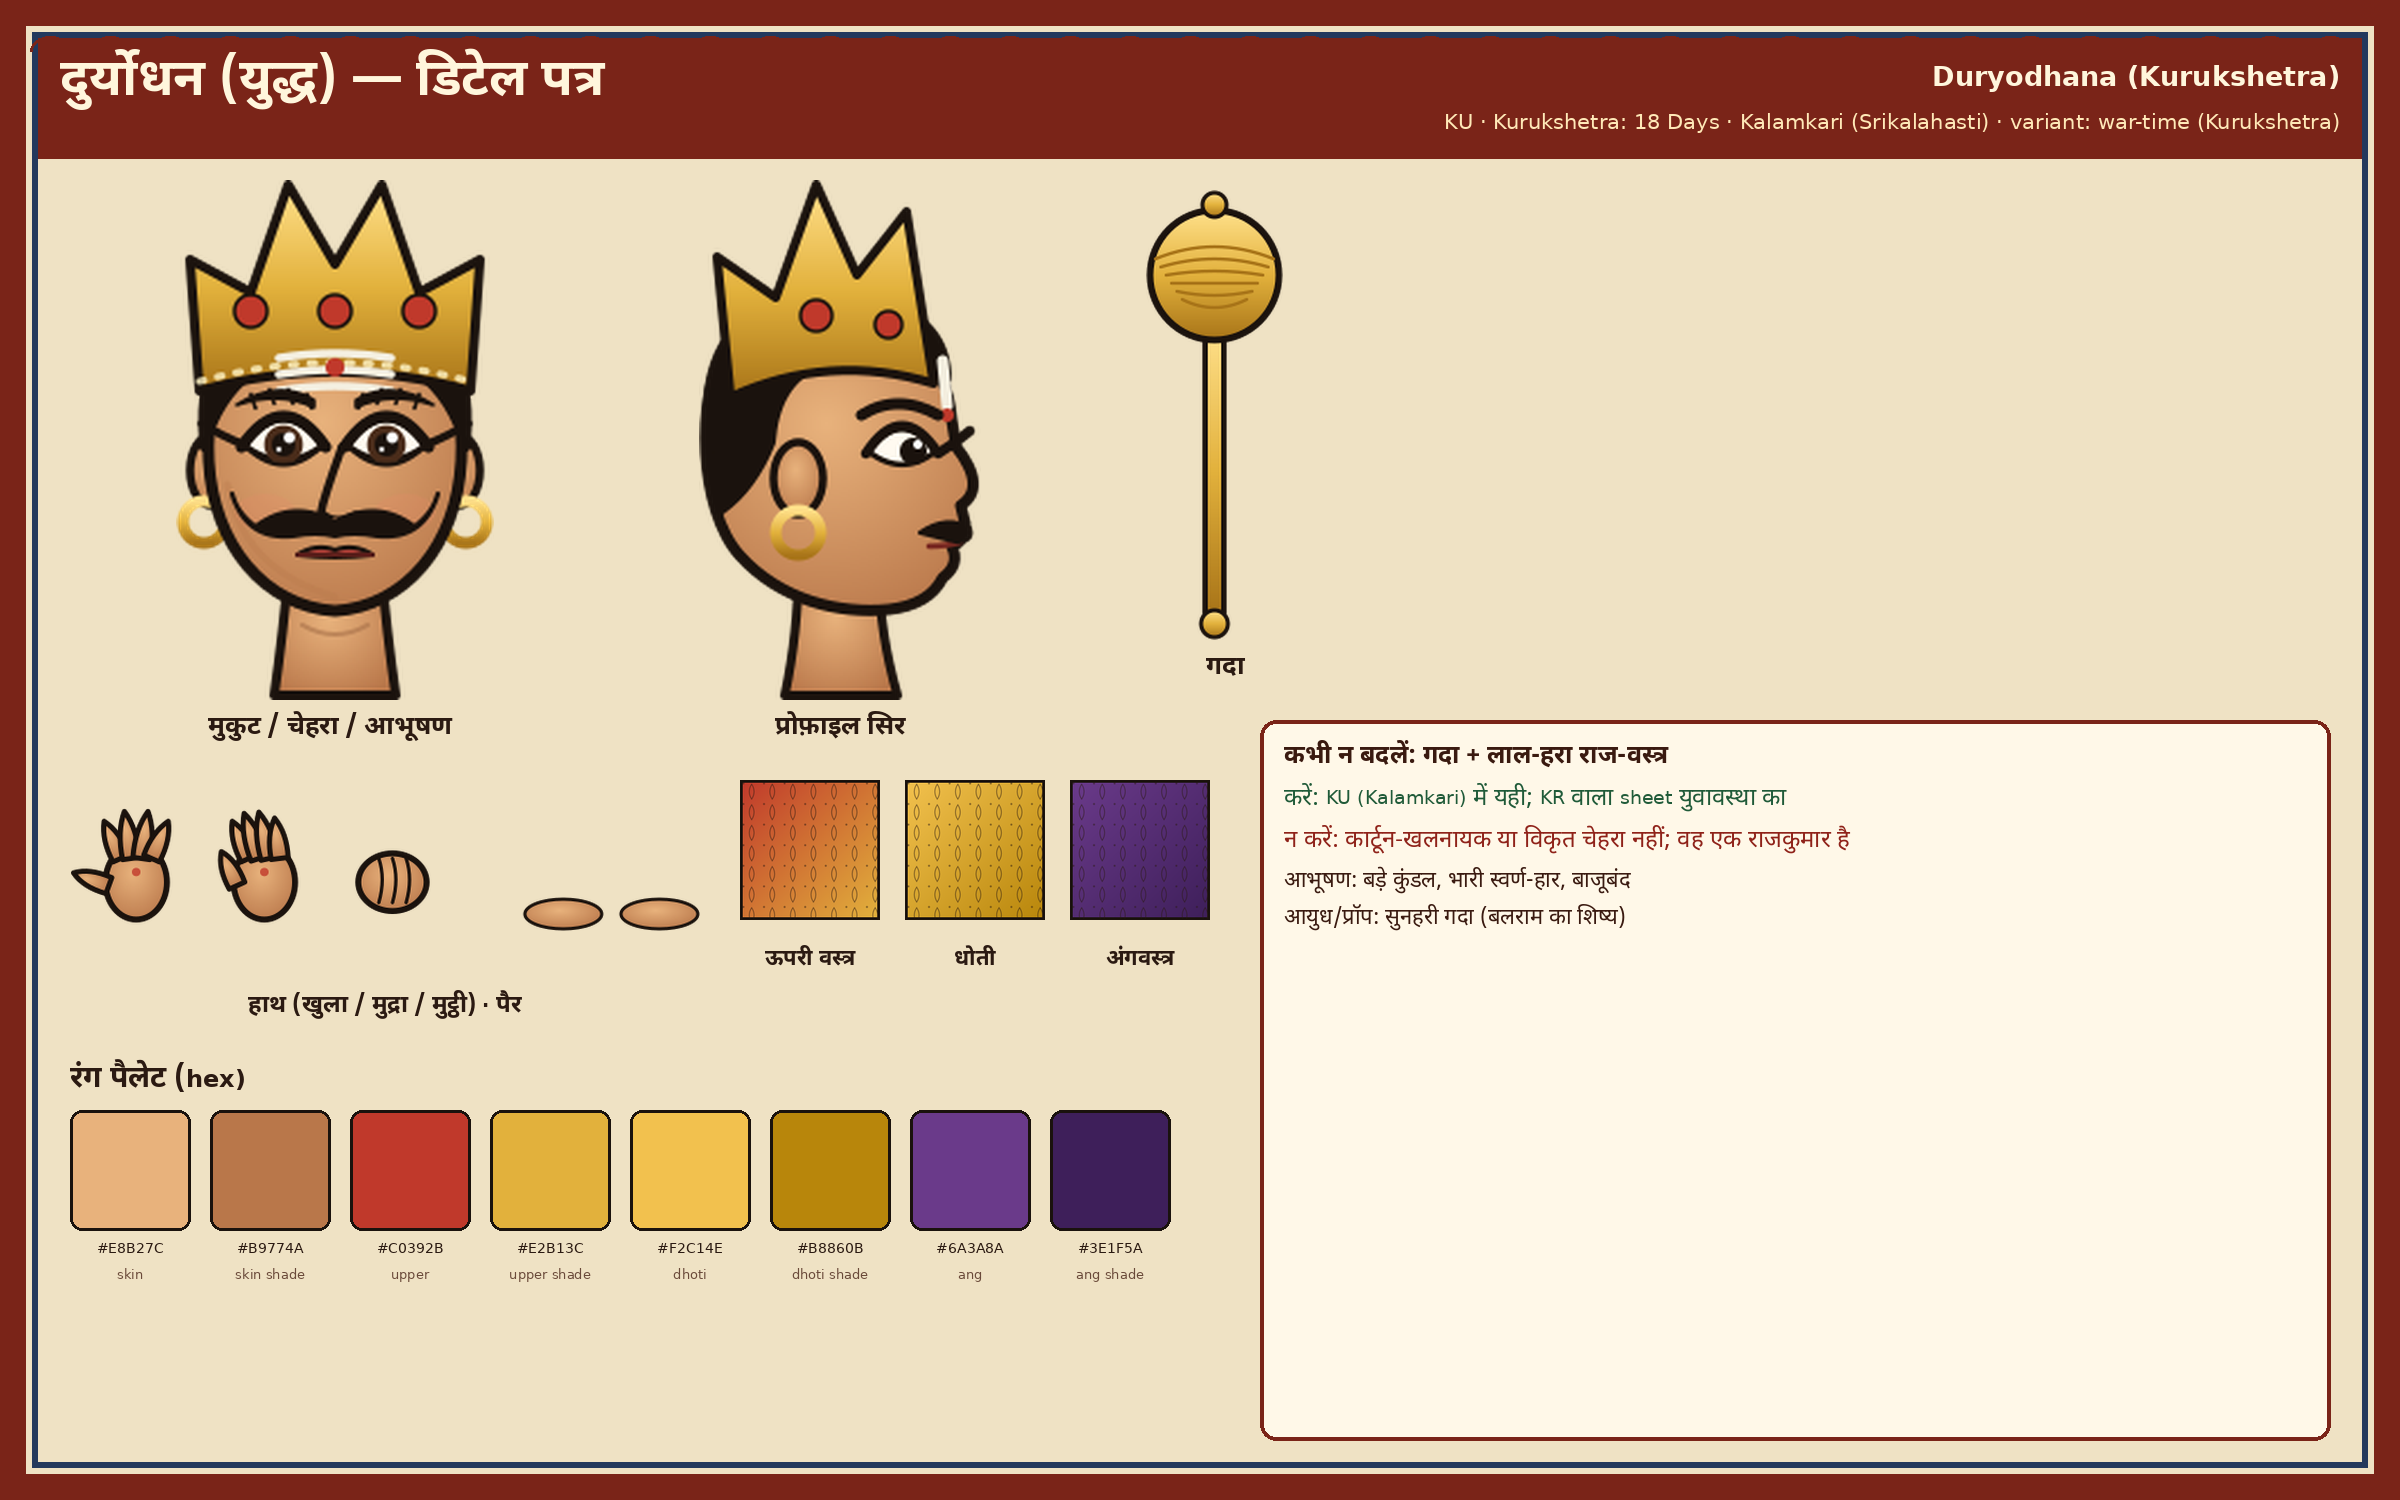 दुर्योधन (युद्ध) — डिटेल पत्र
Duryodhana (Kurukshetra)
KU · Kurukshetra: 18 Days · Kalamkari (Srikalahasti) · variant: war-time (Kurukshetra)
गदा
मुकुट / चेहरा / आभूषण
प्रोफ़ाइल सिर
कभी न बदलें: गदा + लाल-हरा राज-वस्त्र
करें: KU (Kalamkari) में यही; KR वाला sheet युवावस्था का
न करें: कार्टून-खलनायक या विकृत चेहरा नहीं; वह एक राजकुमार है
आभूषण: बड़े कुंडल, भारी स्वर्ण-हार, बाजूबंद
आयुध/प्रॉप: सुनहरी गदा (बलराम का शिष्य)
ऊपरी वस्त्र
धोती
अंगवस्त्र
हाथ (खुला / मुद्रा / मुट्ठी) · पैर
रंग पैलेट (hex)
#E8B27C
#B9774A
#C0392B
#E2B13C
#F2C14E
#B8860B
#6A3A8A
#3E1F5A
skin
skin shade
upper
upper shade
dhoti
dhoti shade
ang
ang shade